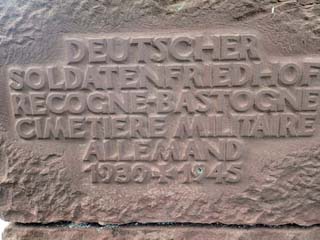 DEUTSCHER
SOLDATENFRIEDHOF
RECOGNE-BASTOGNE
CIMETIERE MILITAIRE
ALLEMAND
1939 X 1945